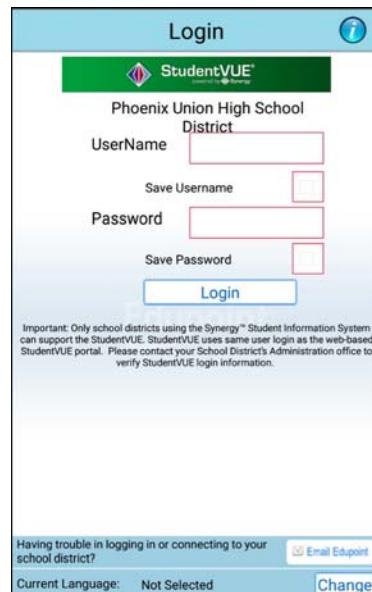 Login
i
StudentVUE®
powered by Synergy
Phoenix Union High School
District
UserName
Save Username
Password
Save Password
Login
Edupoint
Important: Only school districts using the Synergy™ Student Information System
can support the StudentVUE. StudentVUE uses same user login as the web-based
StudentVUE portal. Please contact your School District's Administration office to
verify StudentVUE login information.
Having trouble in logging in or connecting to your
school district?
Email Edupoint
Current Language: Not Selected
Change